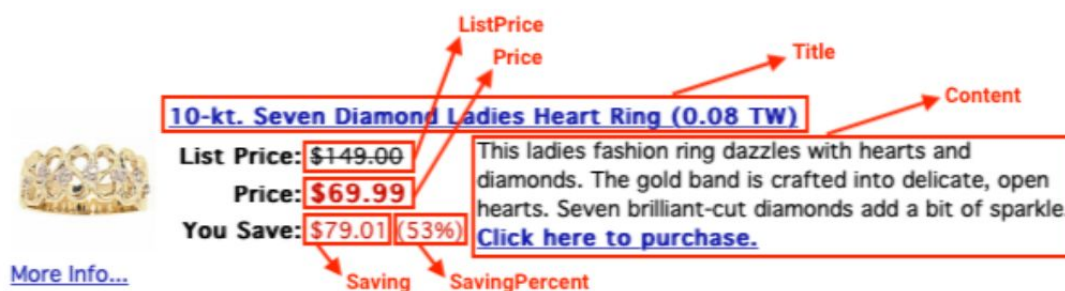 ListPrice
Price
Title
Content
10-kt. Seven Diamond Ladies Heart Ring (0.08 TW)
List Price: $149.00
Price: $69.99
You Save: $79.01 (53%)
This ladies fashion ring dazzles with hearts and
diamonds. The gold band is crafted into delicate, open
hearts. Seven brilliant-cut diamonds add a bit of sparkle
Click here to purchase.
More Info...
Saving
SavingPercent